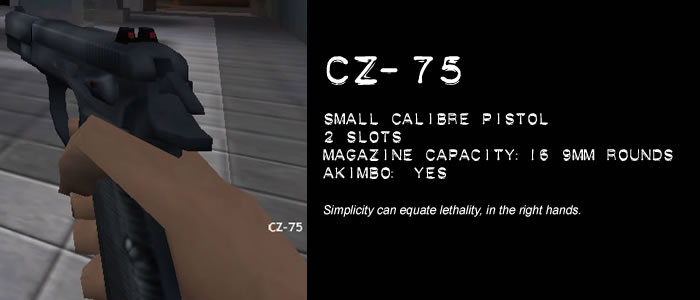 CZ-75
CZ-75
SMALL CALIBRE PISTOL
2 SLOTS
MAGAZINE CAPACITY: 16 9MM ROUNDS
AKIMBO: YES
Simplicity can equate lethality, in the right hands.